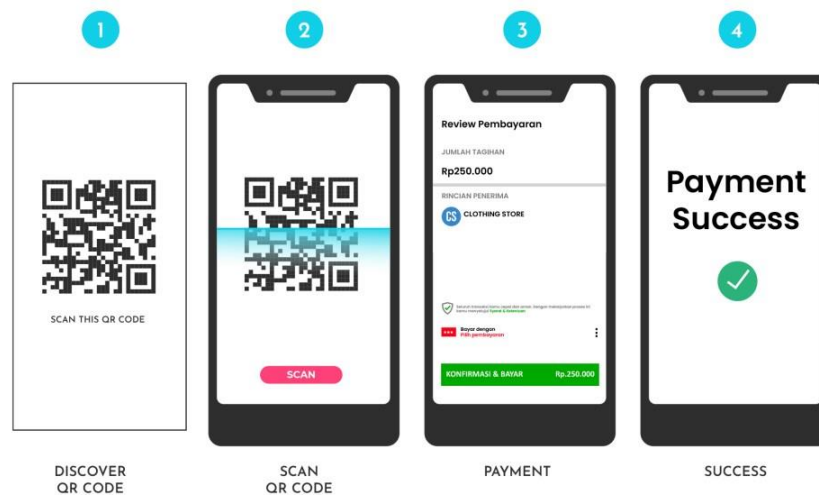 1
2
3
4
SCAN THIS QR CODE
SCAN
Review Pembayaran
JUMLAH TAGIHAN
Rp250.000
RINCIAN PENERIMA
CS CLOTHING STORE
Bayar dengan
Pilih pembayaran
KONFIRMASI & BAYAR Rp.250.000
Payment
Success
DISCOVER
QR CODE
SCAN
QR CODE
PAYMENT
SUCCESS